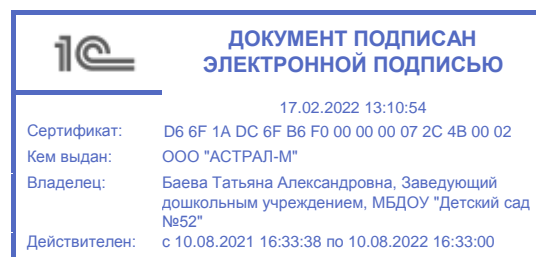 1С
ДОКУМЕНТ ПОДПИСАН
ЭЛЕКТРОННОЙ ПОДПИСЬЮ
17.02.2022 13:10:54
Сертификат: D6 6F 1A DC 6F B6 F0 00 00 00 07 2C 4B 00 02
Кем выдан: ООО "АСТРАЛ-М"
Владелец: Баева Татьяна Александровна, Заведующий
дошкольным учреждением, МБДОУ "Детский сад
№52"
Действителен: с 10.08.2021 16:33:38 по 10.08.2022 16:33:00